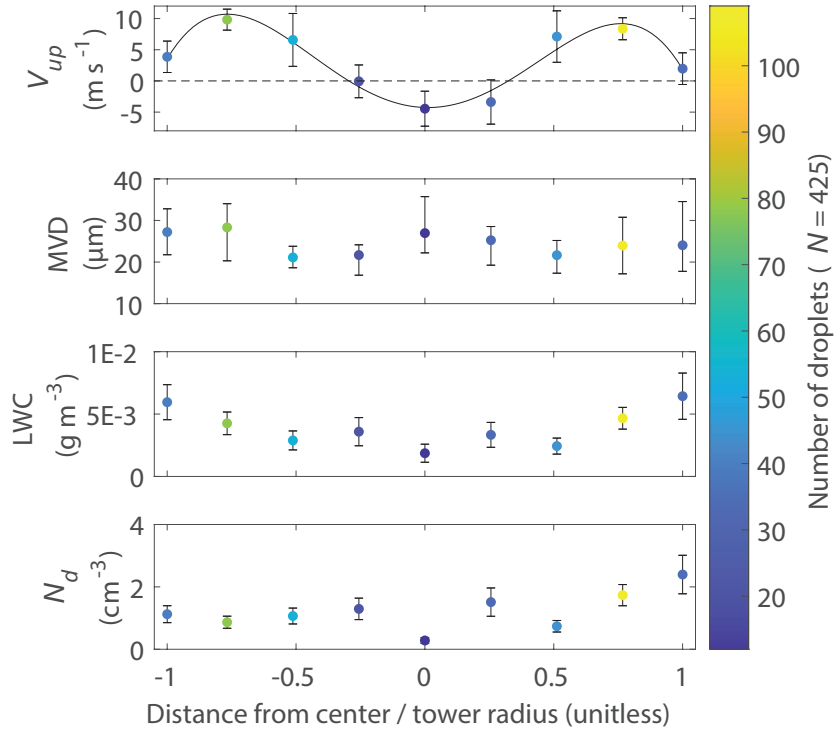 10
5
0
-5
V_up
(m s⁻¹)
40
30
20
10
MVD
(µm)
1E-2
5E-3
0
LWC
(g m⁻³)
4
2
0
N_d
(cm⁻³)
-1 -0.5 0 0.5 1
Distance from center / tower radius (unitless)
100
90
80
70
60
50
40
30
20
Number of droplets ( N = 425)